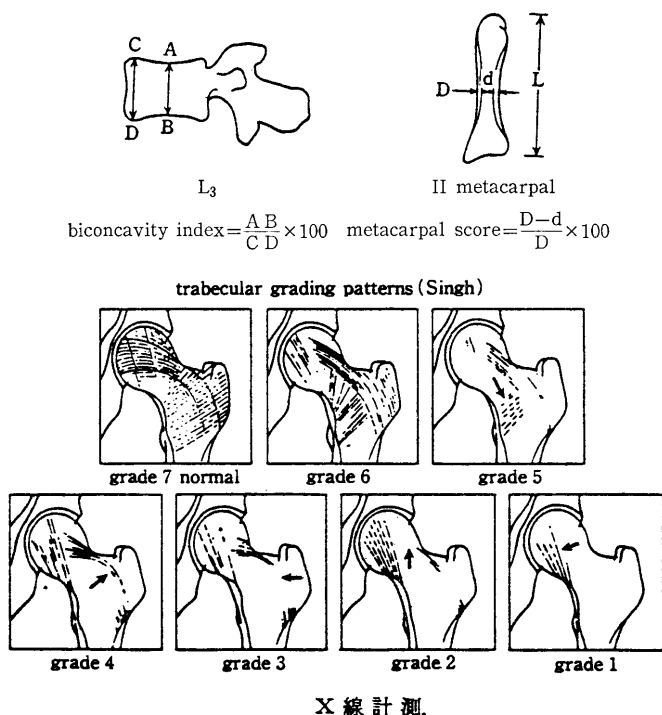 C A
D B
D d L
L₃ II metacarpal
biconcavity index=AB/CD×100 metacarpal score=D−d/D×100
trabecular grading patterns (Singh)
grade 7 normal grade 6 grade 5
grade 4 grade 3 grade 2 grade 1
X 線 計 測.